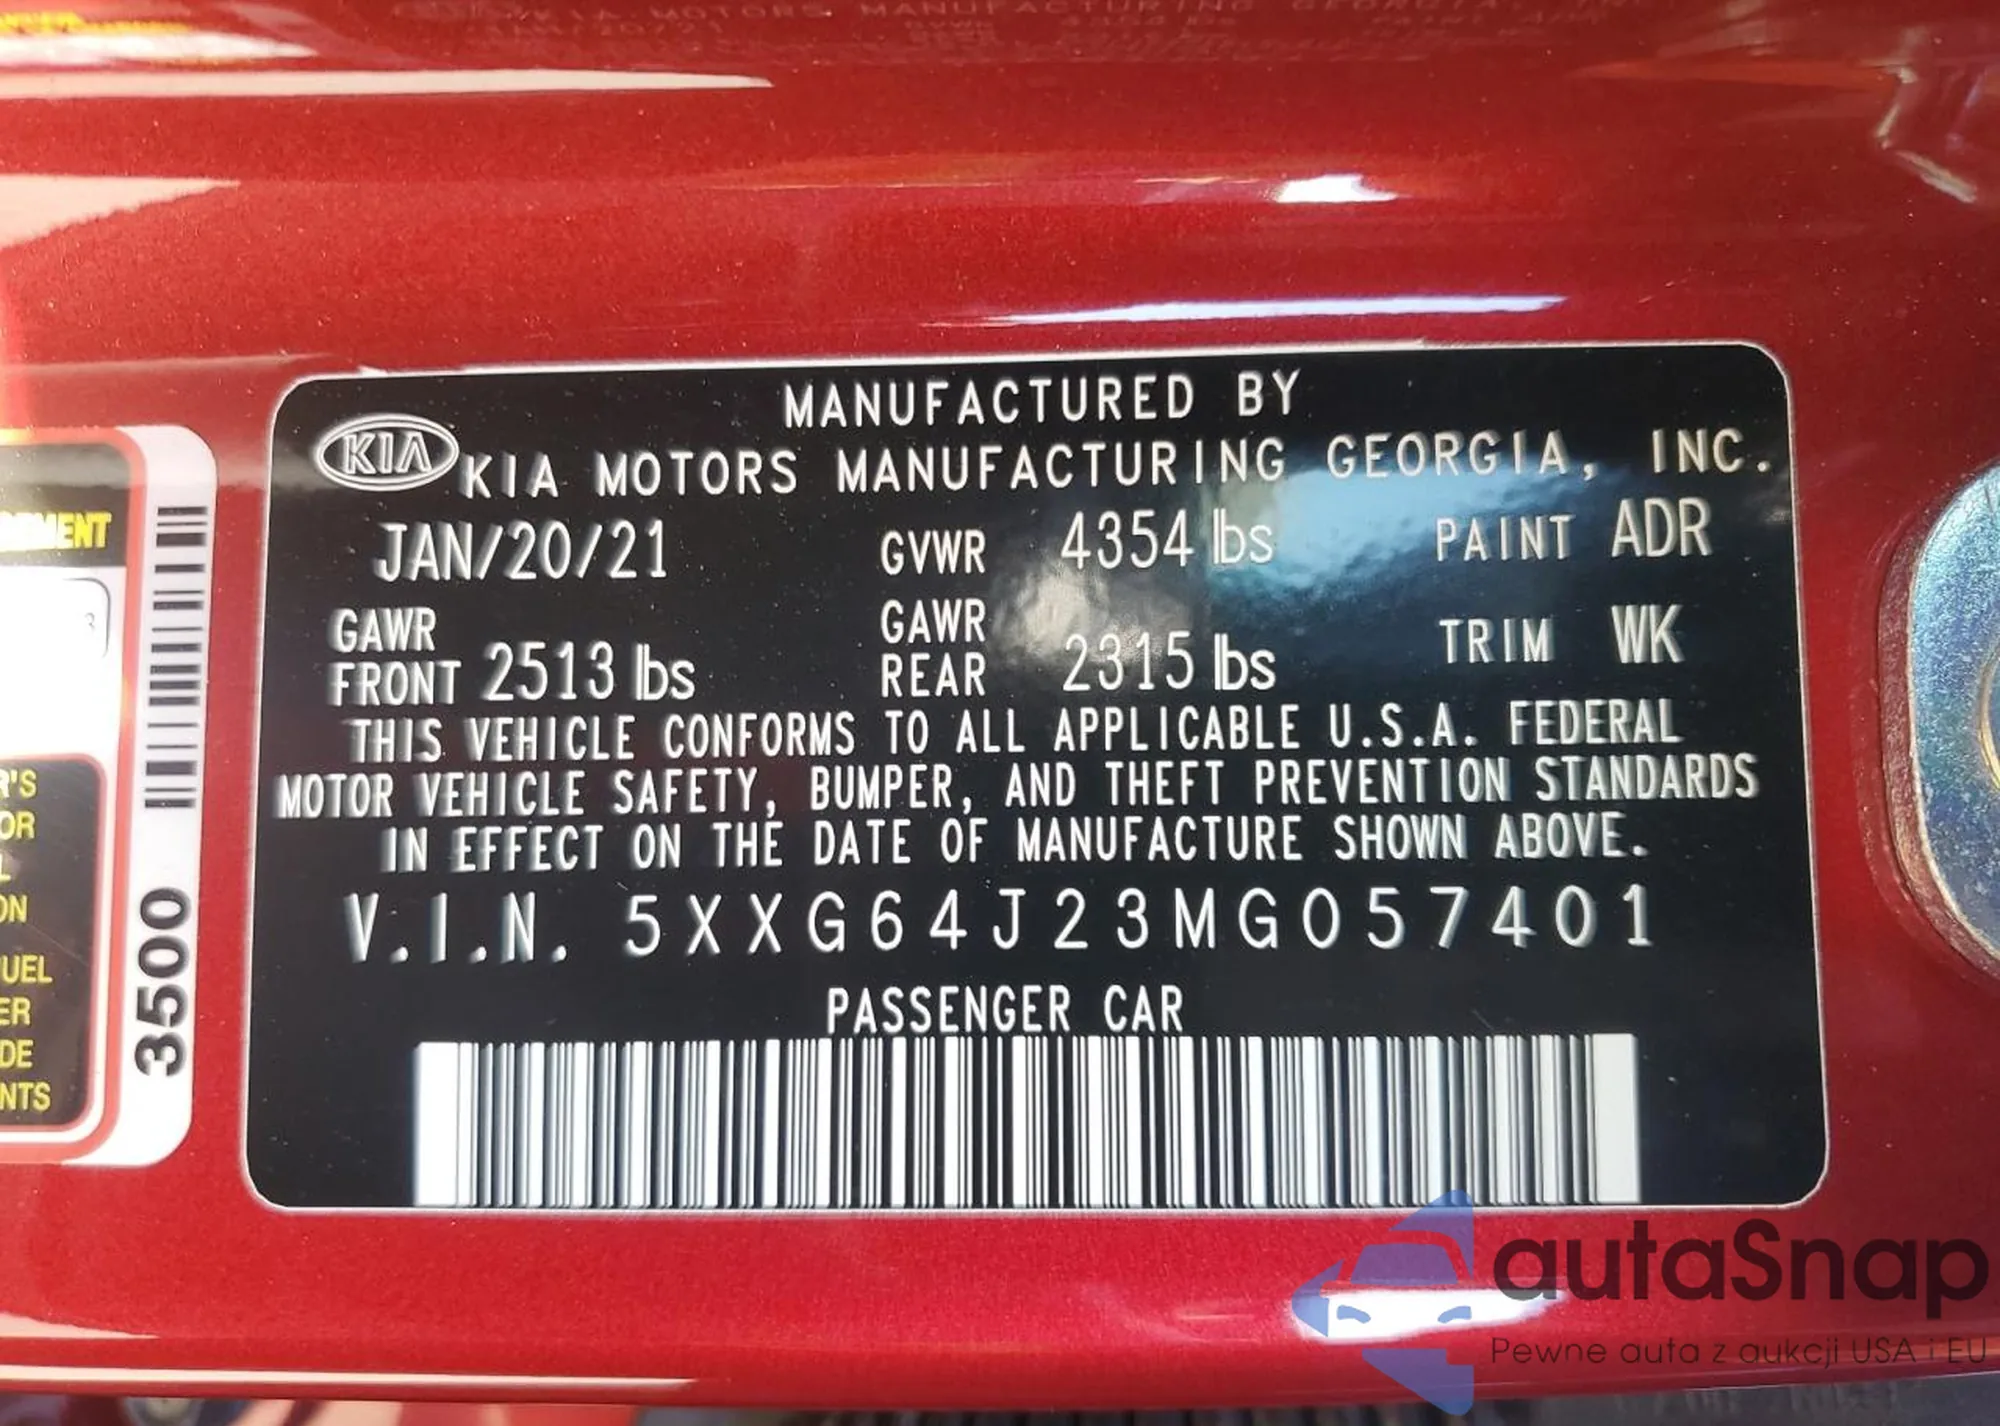 MANUFACTURED BY
KIA KIA MOTORS MANUFACTURING GEORGIA, INC.
JAN/20/21 GVWR 4354 lbs PAINT ADR
GAWR FRONT 2513 lbs GAWR REAR 2315 lbs TRIM WK
THIS VEHICLE CONFORMS TO ALL APPLICABLE U.S.A. FEDERAL
MOTOR VEHICLE SAFETY, BUMPER, AND THEFT PREVENTION STANDARDS
IN EFFECT ON THE DATE OF MANUFACTURE SHOWN ABOVE.
V.I.N. 5XXG64J23MG057401
PASSENGER CAR
3500
autaSnap
Pewne auta z aukcji USA i EU